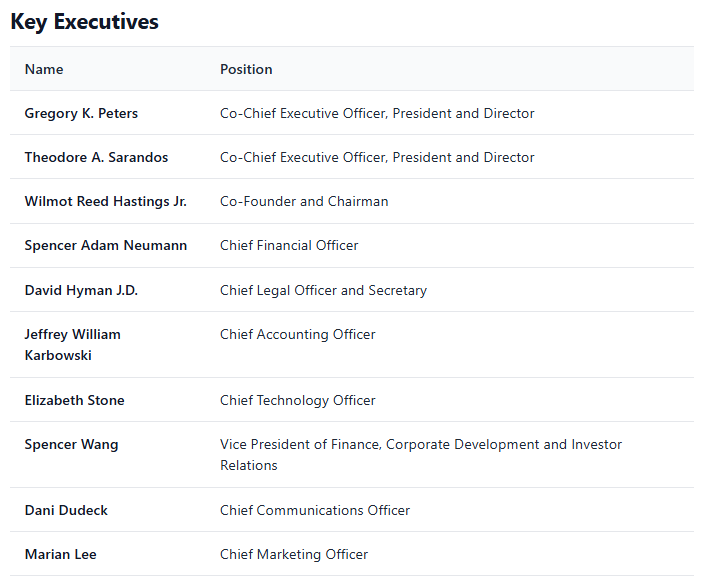 Key Executives
Name Position
Gregory K. Peters Co-Chief Executive Officer, President and Director
Theodore A. Sarandos Co-Chief Executive Officer, President and Director
Wilmot Reed Hastings Jr. Co-Founder and Chairman
Spencer Adam Neumann Chief Financial Officer
David Hyman J.D. Chief Legal Officer and Secretary
Jeffrey William Chief Accounting Officer
Karbowski
Elizabeth Stone Chief Technology Officer
Spencer Wang Vice President of Finance, Corporate Development and Investor
Relations
Dani Dudeck Chief Communications Officer
Marian Lee Chief Marketing Officer